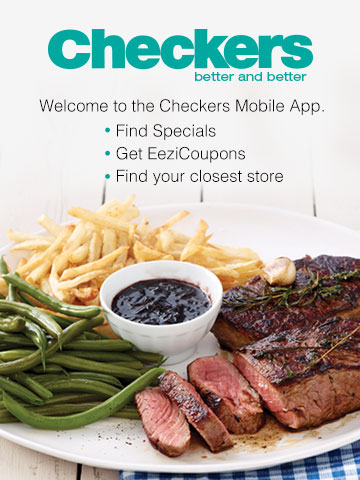 Checkers
better and better
Welcome to the Checkers Mobile App.
• Find Specials
• Get EeziCoupons
• Find your closest store